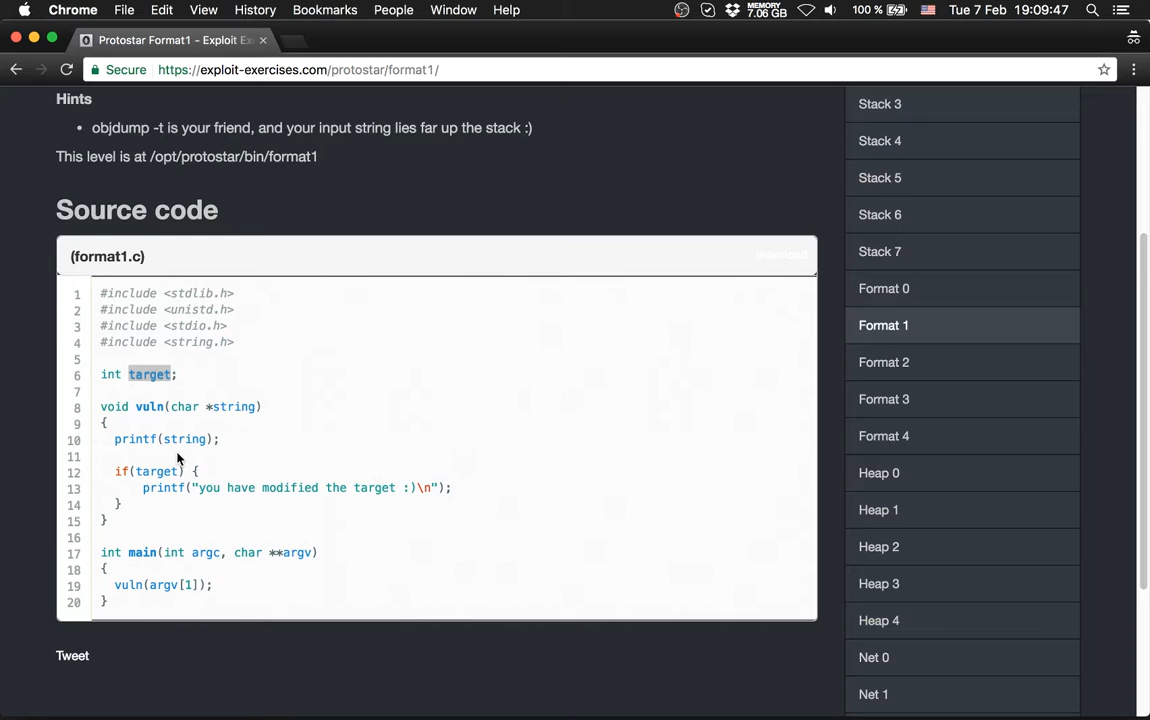 Chrome File Edit View History Bookmarks People Window Help MEMORY 7.06 GB 100 % Tue 7 Feb 19:09:47
Protostar Format1 - Exploit Ex
Secure https://exploit-exercises.com/protostar/format1/
Hints
• objdump -t is your friend, and your input string lies far up the stack :)
This level is at /opt/protostar/bin/format1
Source code
(format1.c) download
1 #include <stdlib.h>
2 #include <unistd.h>
3 #include <stdio.h>
4 #include <string.h>
5
6 int target;
7
8 void vuln(char *string)
9 {
10 printf(string);
11
12 if(target) {
13 printf("you have modified the target :)\n");
14 }
15 }
16
17 int main(int argc, char **argv)
18 {
19 vuln(argv[1]);
20 }
Tweet
Stack 3
Stack 4
Stack 5
Stack 6
Stack 7
Format 0
Format 1
Format 2
Format 3
Format 4
Heap 0
Heap 1
Heap 2
Heap 3
Heap 4
Net 0
Net 1